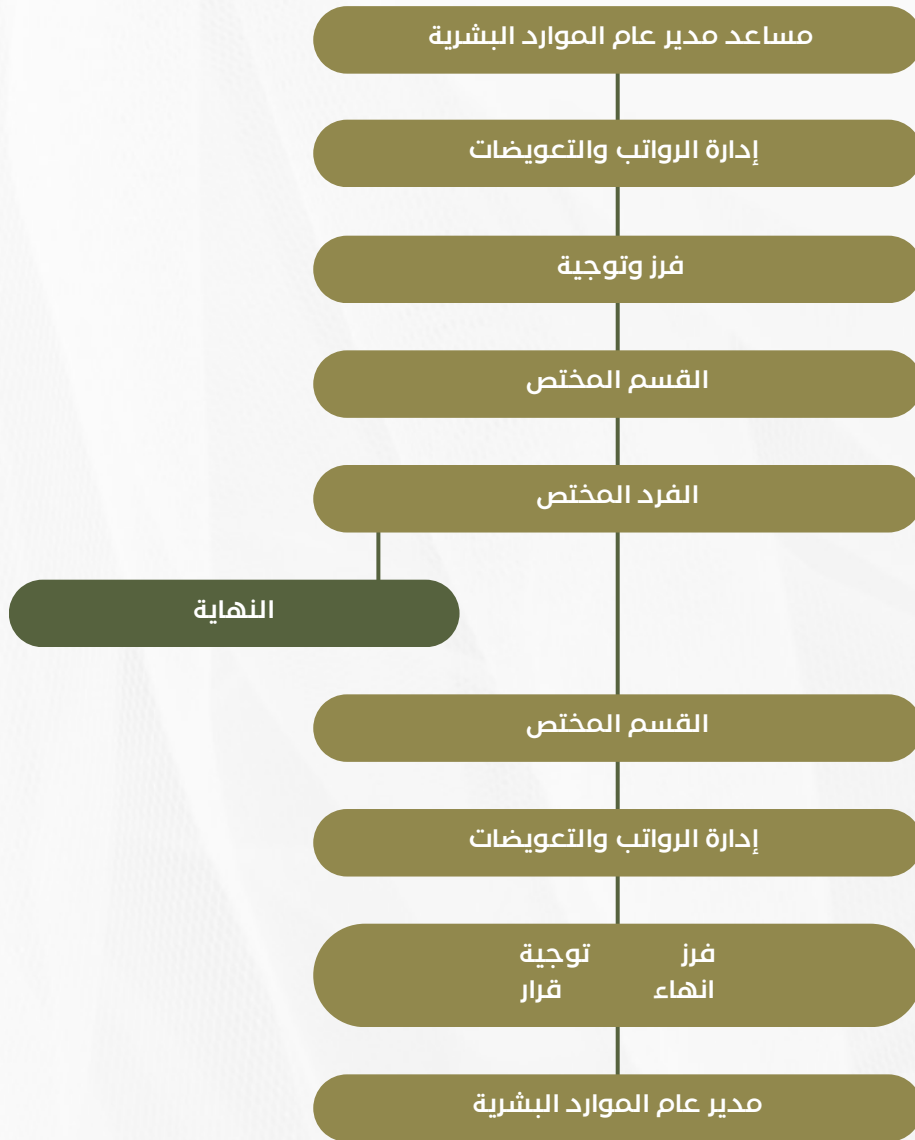 مساعد مدير عام الموارد البشرية
إدارة الرواتب والتعويضات
فرز وتوجية
القسم المختص
الفرد المختص
النهاية
القسم المختص
إدارة الرواتب والتعويضات
فرز توجية
انهاء قرار
مدير عام الموارد البشرية